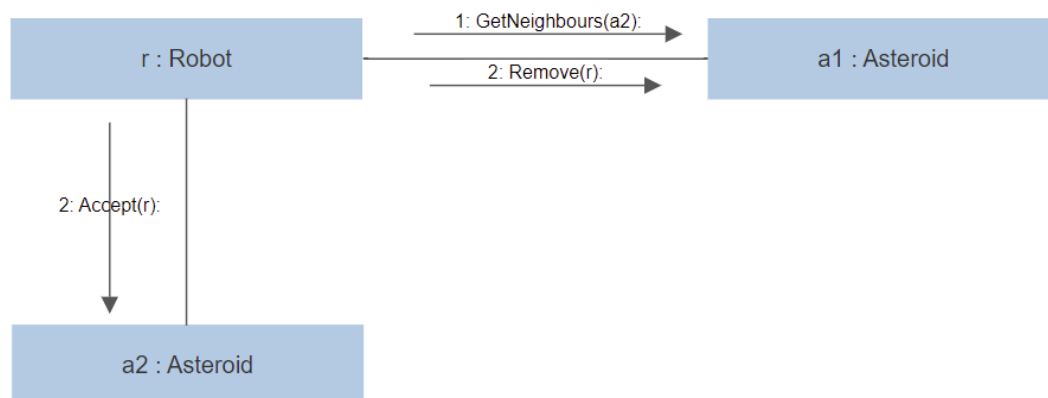 1: GetNeighbours(a2):
r : Robot
a1 : Asteroid
2: Remove(r):
2: Accept(r):
a2 : Asteroid